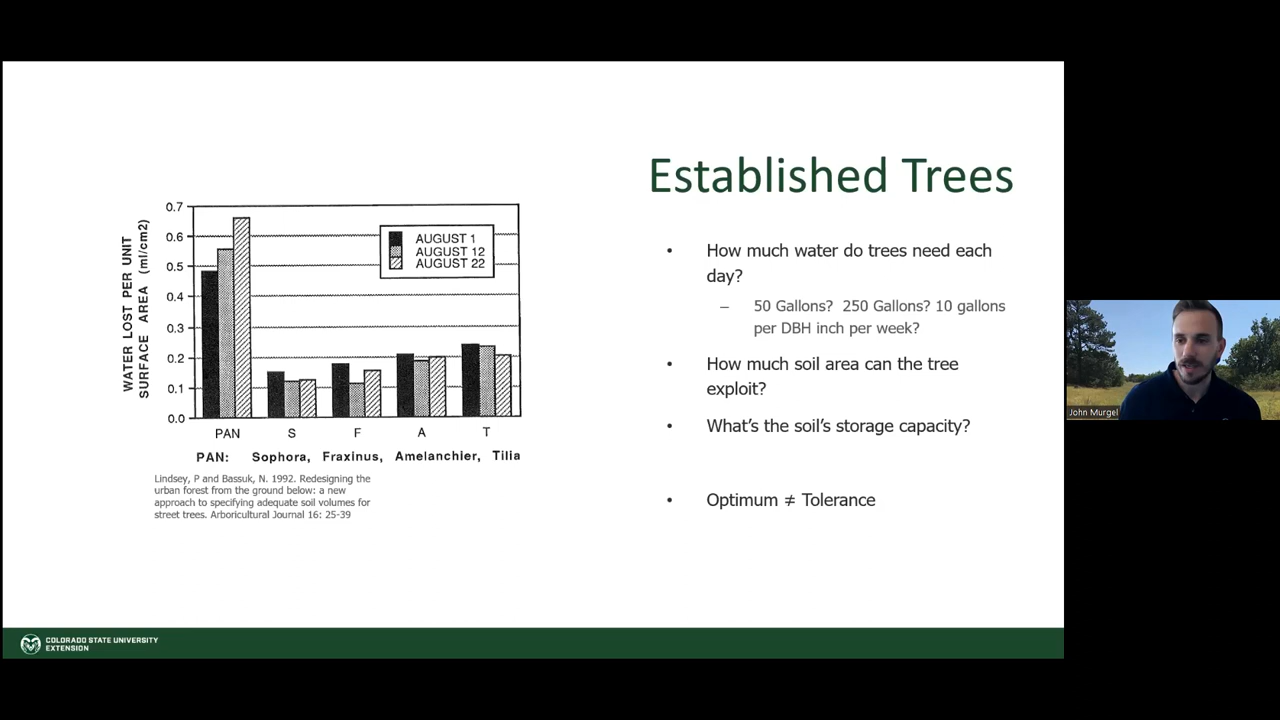 Established Trees
• How much water do trees need each
day?
– 50 Gallons? 250 Gallons? 10 gallons
per DBH inch per week?
• How much soil area can the tree
exploit?
• What's the soil's storage capacity?
• Optimum ≠ Tolerance
WATER LOST PER UNIT
SURFACE AREA (ml/cm2)
0.7
0.6
0.5
0.4
0.3
0.2
0.1
0.0
AUGUST 1
AUGUST 12
AUGUST 22
PAN S F A T
PAN: Sophora, Fraxinus, Amelanchier, Tilia
Lindsey, P and Bassuk, N. 1992. Redesigning the
urban forest from the ground below: a new
approach to specifying adequate soil volumes for
street trees. Arboricultural Journal 16: 25-39
John Murgel
COLORADO STATE UNIVERSITY
EXTENSION